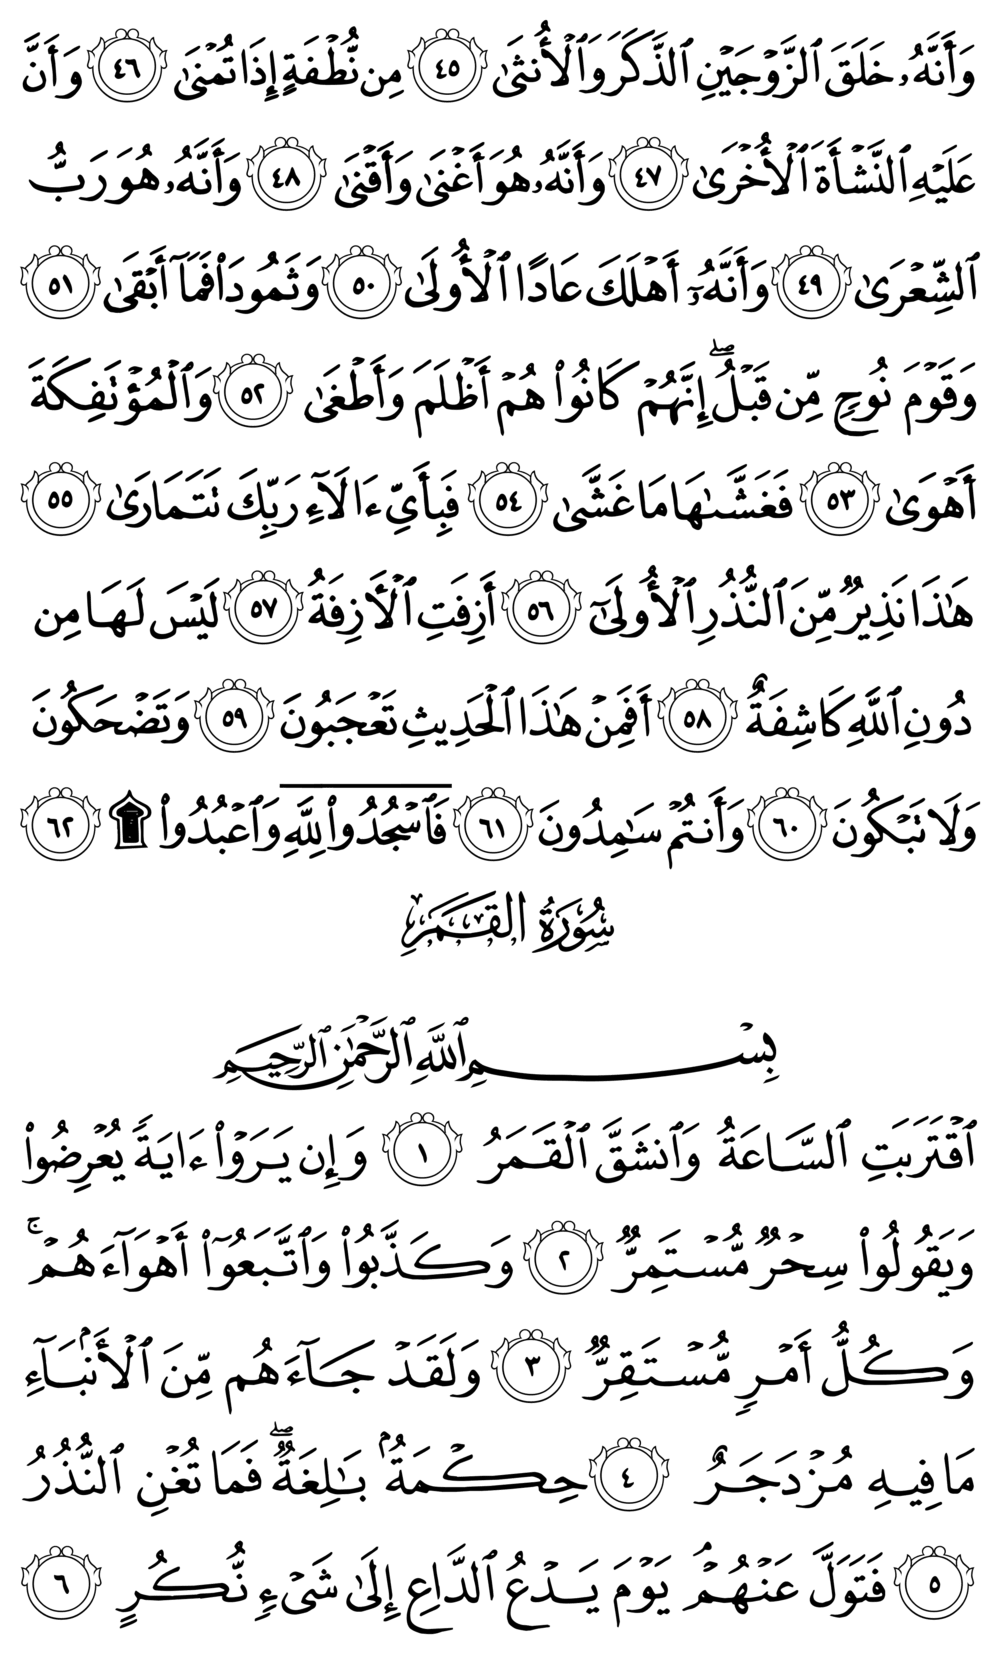 وَأَنَّهُۥ خَلَقَ ٱلزَّوۡجَيۡنِ ٱلذَّكَرَ وَٱلۡأُنثَىٰ ٤٥ مِن نُّطۡفَةٍ إِذَا تُمۡنَىٰ ٤٦ وَأَنَّ
عَلَيۡهِ ٱلنَّشۡأَةَ ٱلۡأُخۡرَىٰ ٤٧ وَأَنَّهُۥ هُوَ أَغۡنَىٰ وَأَقۡنَىٰ ٤٨ وَأَنَّهُۥ هُوَ رَبُّ
ٱلشِّعۡرَىٰ ٤٩ وَأَنَّهُۥٓ أَهۡلَكَ عَادًا ٱلۡأُولَىٰ ٥٠ وَثَمُودَاْ فَمَآ أَبۡقَىٰ ٥١
وَقَوۡمَ نُوحٖ مِّن قَبۡلُۖ إِنَّهُمۡ كَانُواْ هُمۡ أَظۡلَمَ وَأَطۡغَىٰ ٥٢ وَٱلۡمُؤۡتَفِكَةَ
أَهۡوَىٰ ٥٣ فَغَشَّىٰهَا مَا غَشَّىٰ ٥٤ فَبِأَيِّ ءَالَآءِ رَبِّكَ تَتَمَارَىٰ ٥٥
هَٰذَا نَذِيرٞ مِّنَ ٱلنُّذُرِ ٱلۡأُولَىٰٓ ٥٦ أَزِفَتِ ٱلۡأٓزِفَةُ ٥٧ لَيۡسَ لَهَا مِن
دُونِ ٱللَّهِ كَاشِفَةٌ ٥٨ أَفَمِنۡ هَٰذَا ٱلۡحَدِيثِ تَعۡجَبُونَ ٥٩ وَتَضۡحَكُونَ
وَلَا تَبۡكُونَ ٦٠ وَأَنتُمۡ سَٰمِدُونَ ٦١ فَٱسۡجُدُواْۤ لِلَّهِۤ وَٱعۡبُدُواْ ۩ ٦٢
سُورَةُ القَمَرِ
بِسۡمِ ٱللَّهِ ٱلرَّحۡمَٰنِ ٱلرَّحِيمِ
ٱقۡتَرَبَتِ ٱلسَّاعَةُ وَٱنشَقَّ ٱلۡقَمَرُ ١ وَإِن يَرَوۡاْ ءَايَةٗ يُعۡرِضُواْ
وَيَقُولُواْ سِحۡرٞ مُّسۡتَمِرّٞ ٢ وَكَذَّبُواْ وَٱتَّبَعُوٓاْ أَهۡوَآءَهُمۡۚ
وَكُلُّ أَمۡرٖ مُّسۡتَقِرّٞ ٣ وَلَقَدۡ جَآءَهُم مِّنَ ٱلۡأَنۢبَآءِ
مَا فِيهِ مُزۡدَجَرٌ ٤ حِكۡمَةُۢ بَٰلِغَةٞۖ فَمَا تُغۡنِ ٱلنُّذُرُ
٥ فَتَوَلَّ عَنۡهُمۡۘ يَوۡمَ يَدۡعُ ٱلدَّاعِ إِلَىٰ شَيۡءٖ نُّكُرٍ ٦